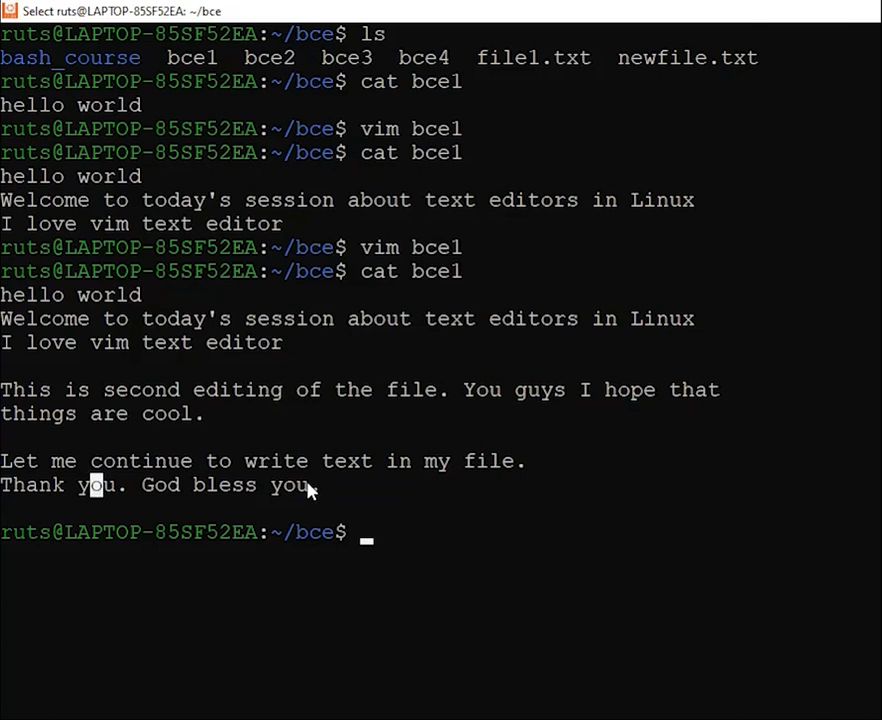 Select ruts@LAPTOP-85SF52EA: ~/bce
ruts@LAPTOP-85SF52EA:~/bce$ ls
bash_course  bce1  bce2  bce3  bce4  file1.txt  newfile.txt
ruts@LAPTOP-85SF52EA:~/bce$ cat bce1
hello world
ruts@LAPTOP-85SF52EA:~/bce$ vim bce1
ruts@LAPTOP-85SF52EA:~/bce$ cat bce1
hello world
Welcome to today's session about text editors in Linux
I love vim text editor
ruts@LAPTOP-85SF52EA:~/bce$ vim bce1
ruts@LAPTOP-85SF52EA:~/bce$ cat bce1
hello world
Welcome to today's session about text editors in Linux
I love vim text editor
This is second editing of the file. You guys I hope that
things are cool.
Let me continue to write text in my file.
Thank you. God bless you.
ruts@LAPTOP-85SF52EA:~/bce$